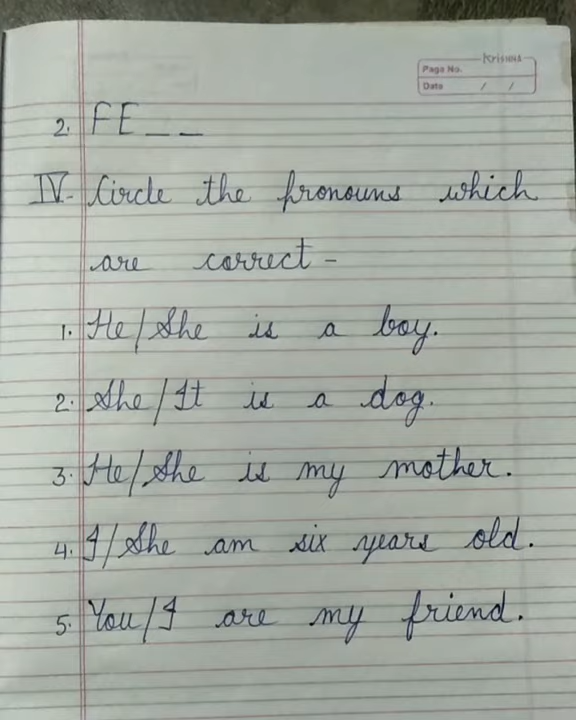 Krishna
Page No.
Date / /
2. FE _ _
IV- Circle the pronouns which
are correct -
1. He/She is a boy.
2. She/It is a dog.
3. He/She is my mother.
4. I/She am six years old.
5. You/I are my friend.